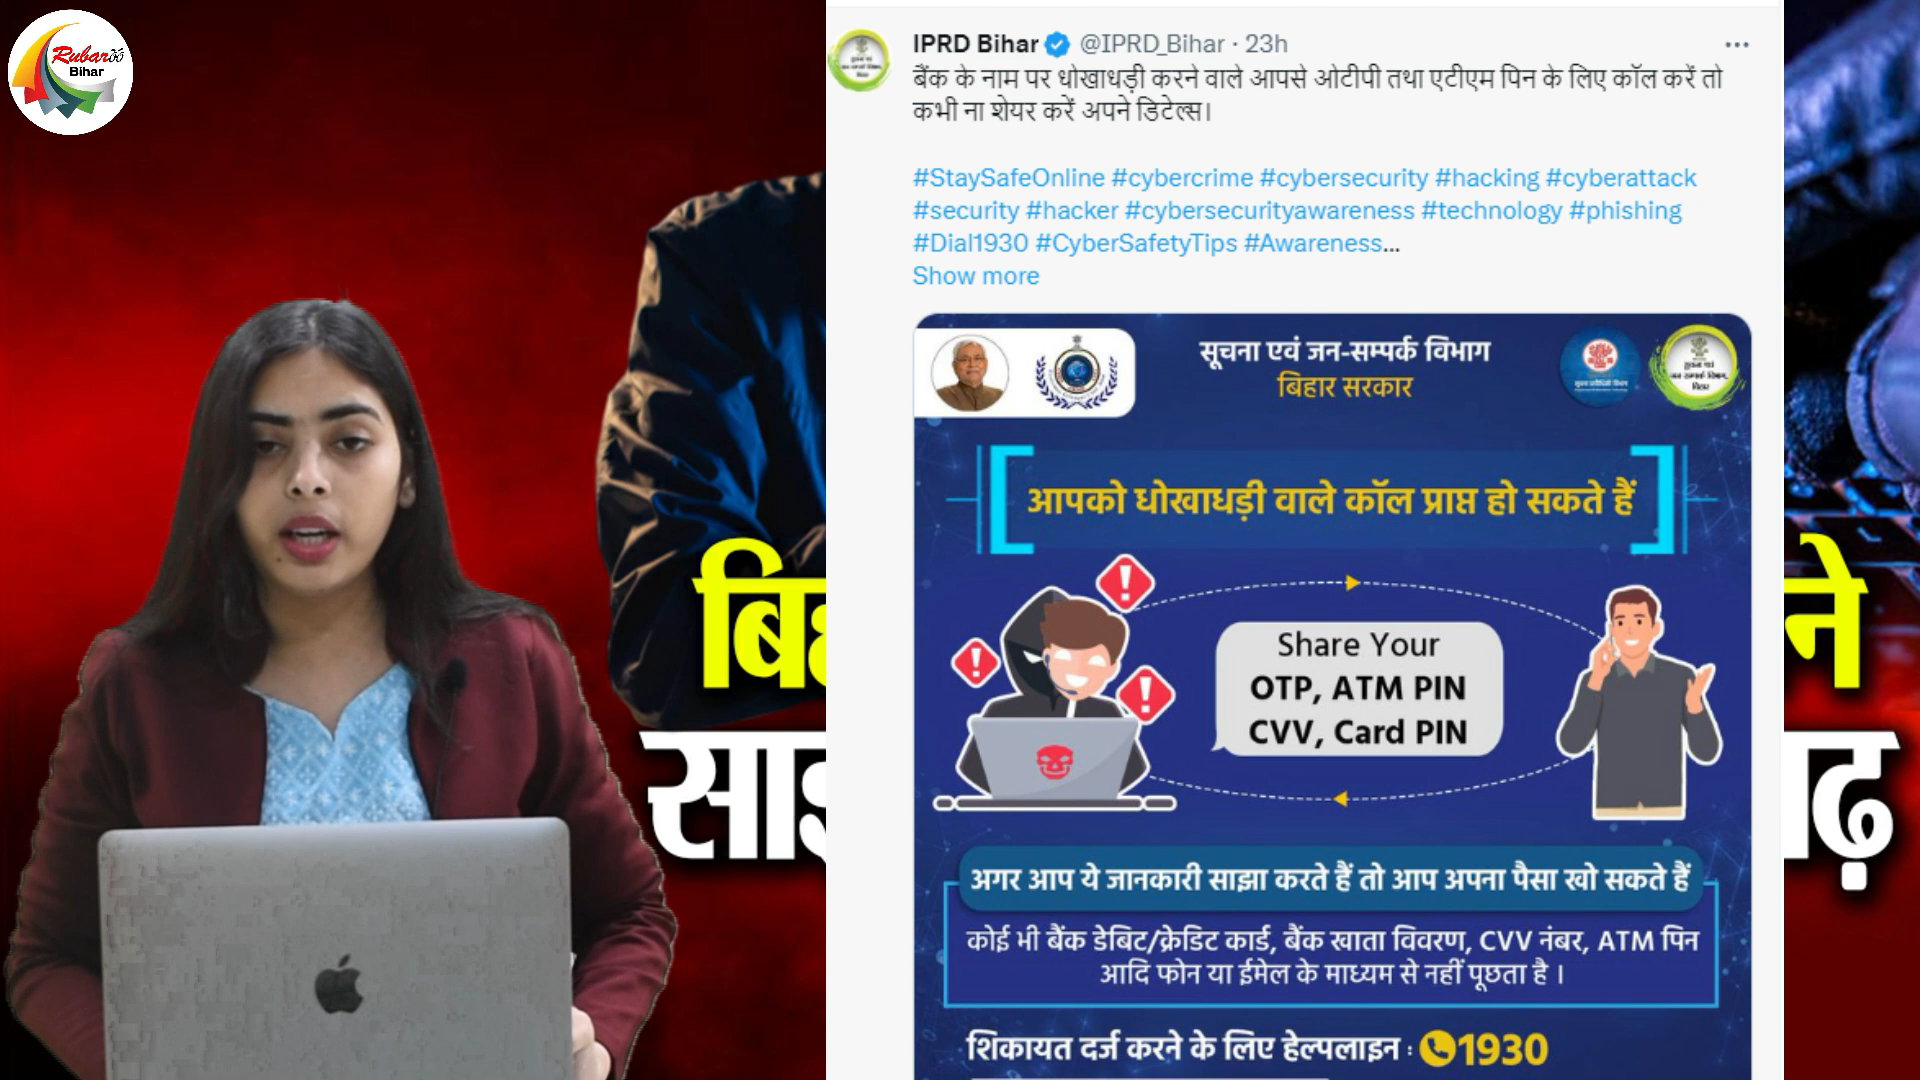 Rubaroo
Bihar
IPRD Bihar @IPRD_Bihar · 23h
बैंक के नाम पर धोखाधड़ी करने वाले आपसे ओटीपी तथा एटीएम पिन के लिए कॉल करें तो
कभी ना शेयर करें अपने डिटेल्स।
#StaySafeOnline #cybercrime #cybersecurity #hacking #cyberattack
#security #hacker #cybersecurityawareness #technology #phishing
#Dial1930 #CyberSafetyTips #Awareness...
Show more
सूचना एवं जन-सम्पर्क विभाग
बिहार सरकार
आपको धोखाधड़ी वाले कॉल प्राप्त हो सकते हैं
Share Your
OTP, ATM PIN
CVV, Card PIN
अगर आप ये जानकारी साझा करते हैं तो आप अपना पैसा खो सकते हैं
कोई भी बैंक डेबिट/क्रेडिट कार्ड, बैंक खाता विवरण, CVV नंबर, ATM पिन
आदि फोन या ईमेल के माध्यम से नहीं पूछता है ।
शिकायत दर्ज करने के लिए हेल्पलाइन : 1930
ने